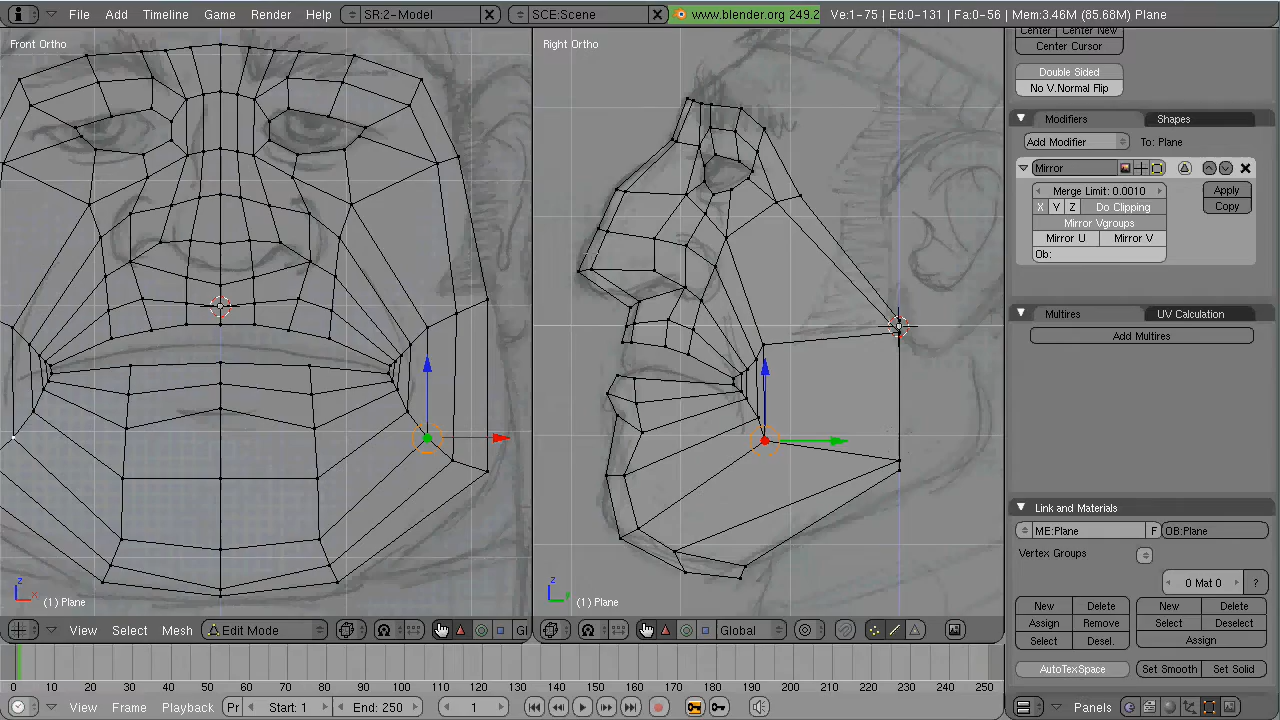 File Add Timeline Game Render Help SR:2-Model SCE:Scene www.blender.org 249.2 Ve:1-75 | Ed:0-131 | Fa:0-56 | Mem:3.46M (85.68M) Plane
Front Ortho
Right Ortho
Center Center New
Center Cursor
Double Sided
No V.Normal Flip
Modifiers Shapes
Add Modifier To: Plane
Mirror
Merge Limit: 0.0010 Apply
X Y Z Do Clipping Copy
Mirror Vgroups
Mirror U Mirror V
Ob:
Multires UV Calculation
Add Multires
Link and Materials
ME:Plane F OB:Plane
Vertex Groups
0 Mat 0 ?
New Delete New Delete
Assign Remove Select Deselect
Select Desel. Assign
AutoTexSpace Set Smooth Set Solid
z x
(1) Plane
z y
(1) Plane
View Select Mesh Edit Mode Gl
Global
0 10 20 30 40 50 60 70 80 90 100 110 120 130 140 150 160 170 180 190 200 210 220 230 240 250
View Frame Playback Pr Start: 1 End: 250 1
Panels